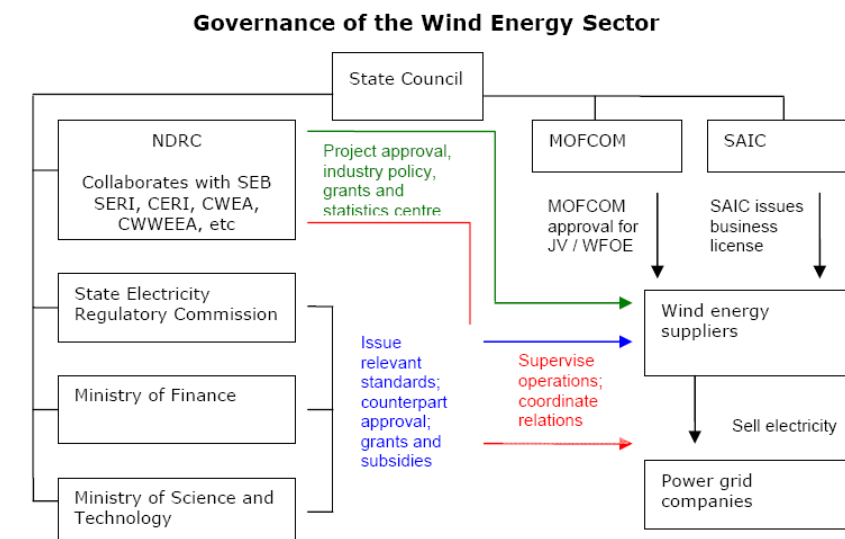 Governance of the Wind Energy Sector
State Council
NDRC
Collaborates with SEB
SERI, CERI, CWEA,
CWWEEA, etc
Project approval,
industry policy,
grants and
statistics centre
MOFCOM
SAIC
MOFCOM
approval for
JV / WFOE
SAIC issues
business
license
State Electricity
Regulatory Commission
Wind energy
suppliers
Issue
relevant
standards;
counterpart
approval;
grants and
subsidies
Supervise
operations;
coordinate
relations
Ministry of Finance
Sell electricity
Ministry of Science and
Technology
Power grid
companies